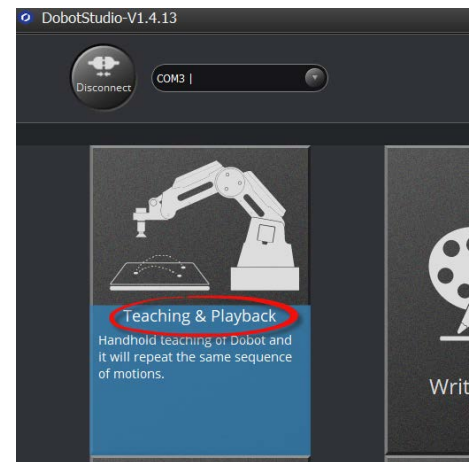 DobotStudio-V1.4.13
Disconnect
COM3
Teaching & Playback
Handhold teaching of Dobot and
it will repeat the same sequence
of motions.
Writ